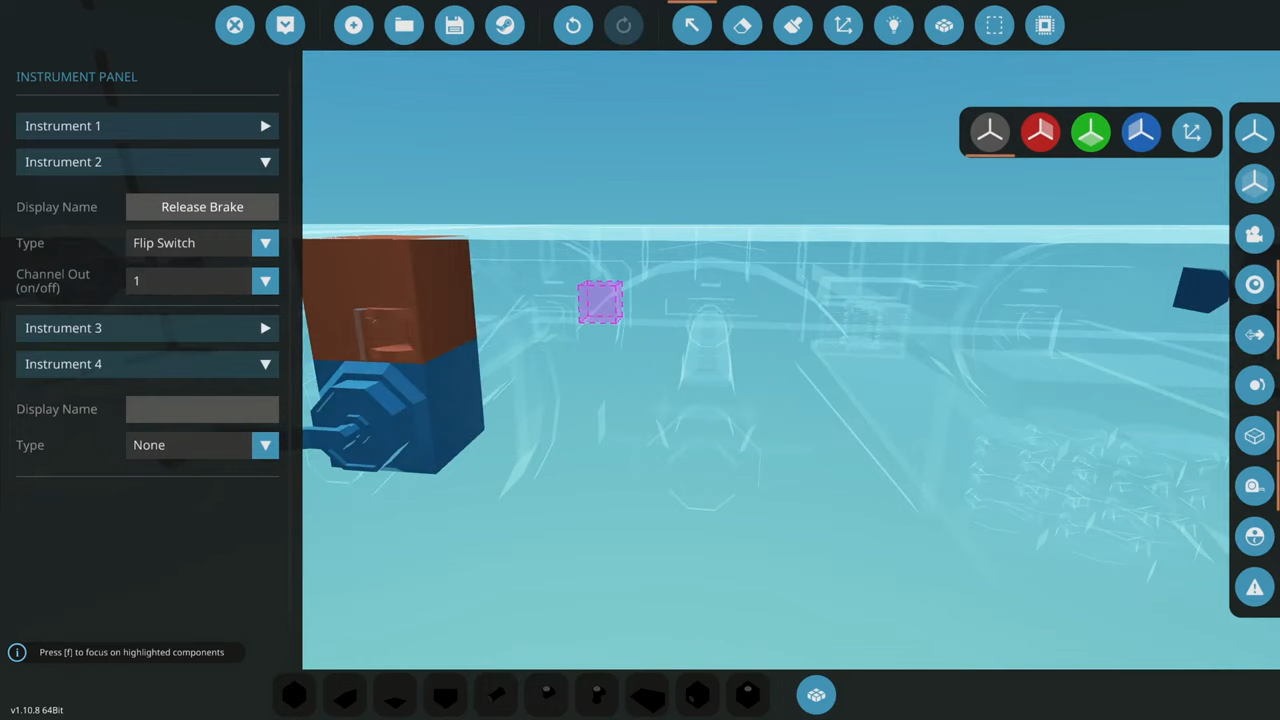 INSTRUMENT PANEL
Instrument 1
Instrument 2
Display Name
Release Brake
Type
Flip Switch
Channel Out
(on/off)
1
Instrument 3
Instrument 4
Display Name
Type
None
Press [f] to focus on highlighted components
v1.10.8 64Bit